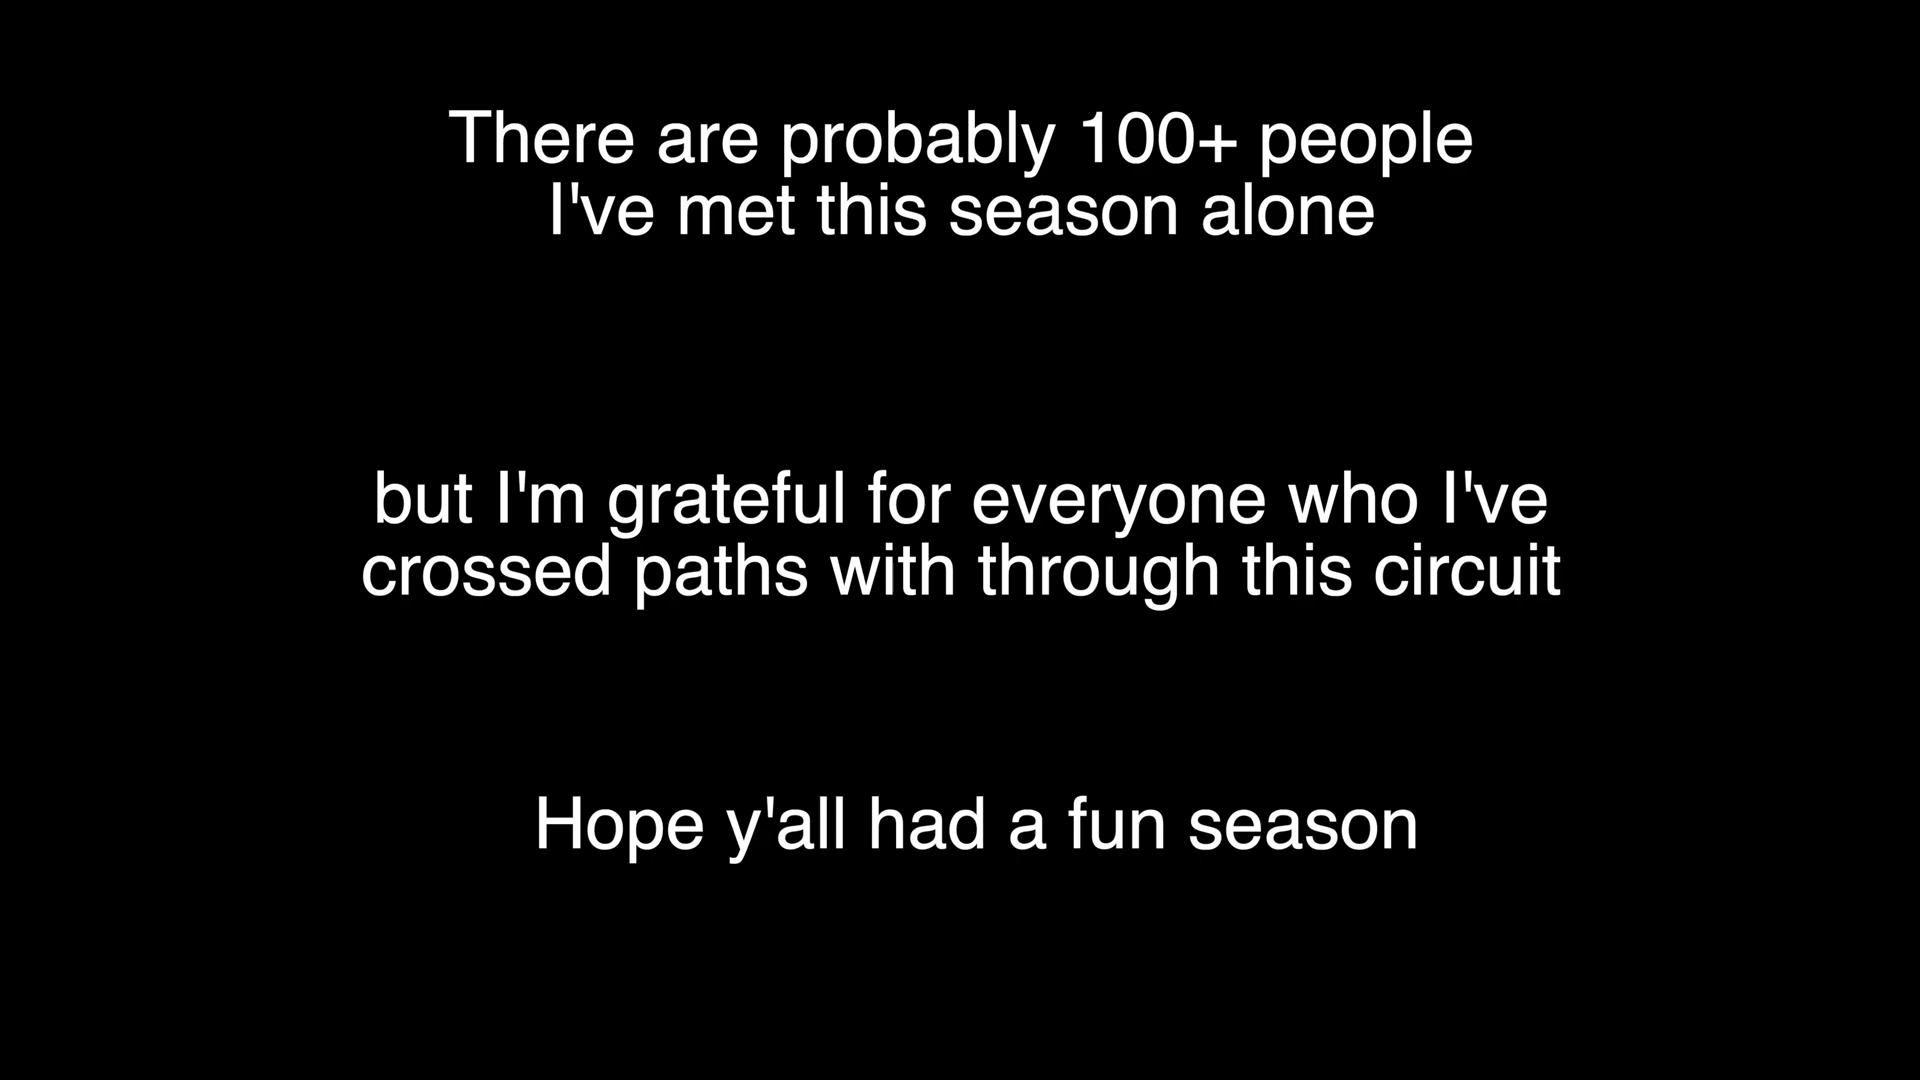 There are probably 100+ people
I've met this season alone
but I'm grateful for everyone who I've
crossed paths with through this circuit
Hope y'all had a fun season